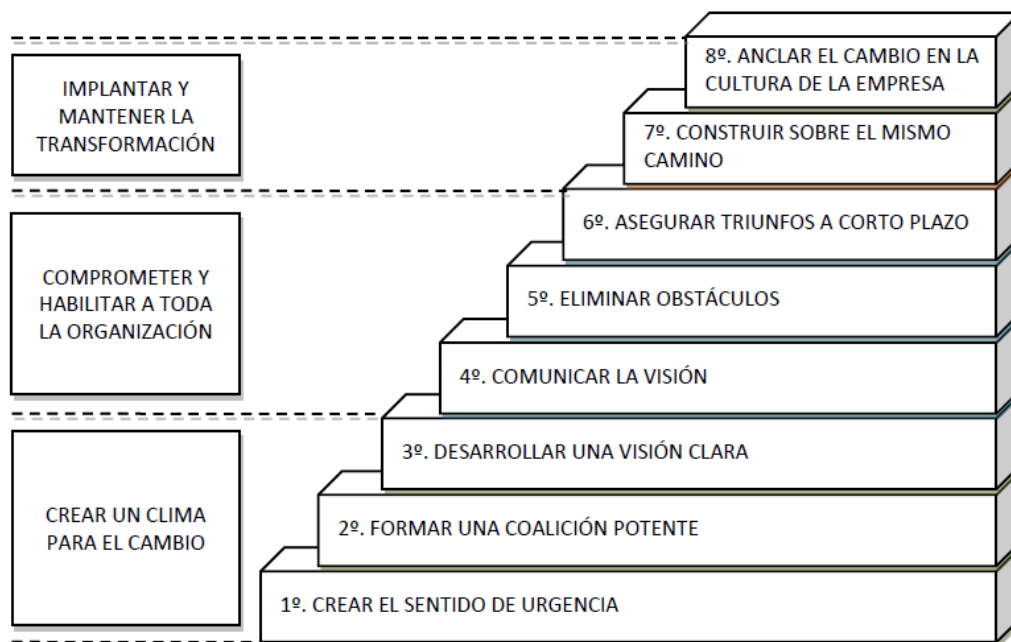 IMPLANTAR Y
MANTENER LA
TRANSFORMACIÓN
COMPROMETER Y
HABILITAR A TODA
LA ORGANIZACIÓN
CREAR UN CLIMA
PARA EL CAMBIO
8º. ANCLAR EL CAMBIO EN LA
CULTURA DE LA EMPRESA
7º. CONSTRUIR SOBRE EL MISMO
CAMINO
6º. ASEGURAR TRIUNFOS A CORTO PLAZO
5º. ELIMINAR OBSTÁCULOS
4º. COMUNICAR LA VISIÓN
3º. DESARROLLAR UNA VISIÓN CLARA
2º. FORMAR UNA COALICIÓN POTENTE
1º. CREAR EL SENTIDO DE URGENCIA